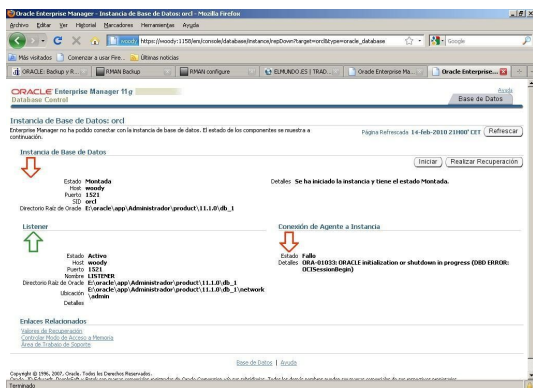 Oracle Enterprise Manager - Instancia de Base de Datos: orcl - Mozilla Firefox
Archivo Editar Ver Historial Marcadores Herramientas Ayuda
woody https://woody:1158/em/console/database/instance/repDown?target=orcl&type=oracle_database Google
Más visitados Comenzar a usar Fire... Últimas noticias
ORACLE: Backup y R... RMAN Backup RMAN configure ELMUNDO.ES | TRAD... Oracle Enterprise Ma... Oracle Enterprise...
ORACLE Enterprise Manager 11g
Database Control
Ayuda
Base de Datos
Instancia de Base de Datos: orcl
Enterprise Manager no ha podido conectar con la instancia de base de datos. El estado de los componentes se muestra a continuación.
Página Refrescada 14-feb-2010 21H00' CET Refrescar
Instancia de Base de Datos
Iniciar Realizar Recuperación
Estado Montada
Host woody
Puerto 1521
SID orcl
Directorio Raíz de Oracle E:\oracle\app\Administrador\product\11.1.0\db_1
Detalles Se ha iniciado la instancia y tiene el estado Montada.
Listener
Estado Activo
Host woody
Puerto 1521
Nombre LISTENER
Directorio Raíz de Oracle E:\oracle\app\Administrador\product\11.1.0\db_1
Ubicación E:\oracle\app\Administrador\product\11.1.0\db_1\network
\admin
Detalles
Conexión de Agente a Instancia
Estado Fallo
Detalles ORA-01033: ORACLE initialization or shutdown in progress (DBD ERROR:
OCISessionBegin)
Enlaces Relacionados
Valores de Recuperación
Controlar Modo de Acceso a Memoria
Área de Trabajo de Soporte
Base de Datos | Ayuda
Copyright © 1996, 2007, Oracle. Todos los Derechos Reservados.
Terminado